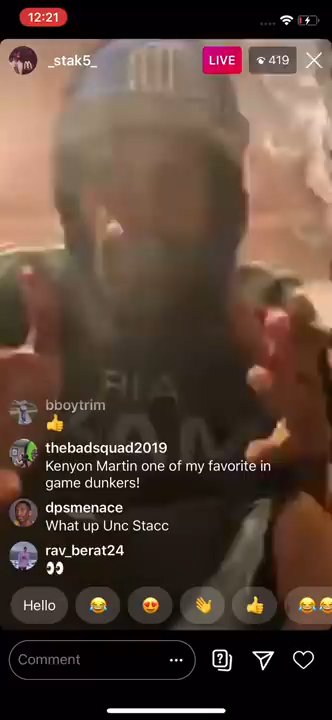 12:21
_stak5_
LIVE
419
bboytrim
👍
thebadsquad2019
Kenyon Martin one of my favorite in
game dunkers!
dpsmenace
What up Unc Stacc
rav_berat24
👀
Hello
😂
😍
👋
👍
😂😂
Comment